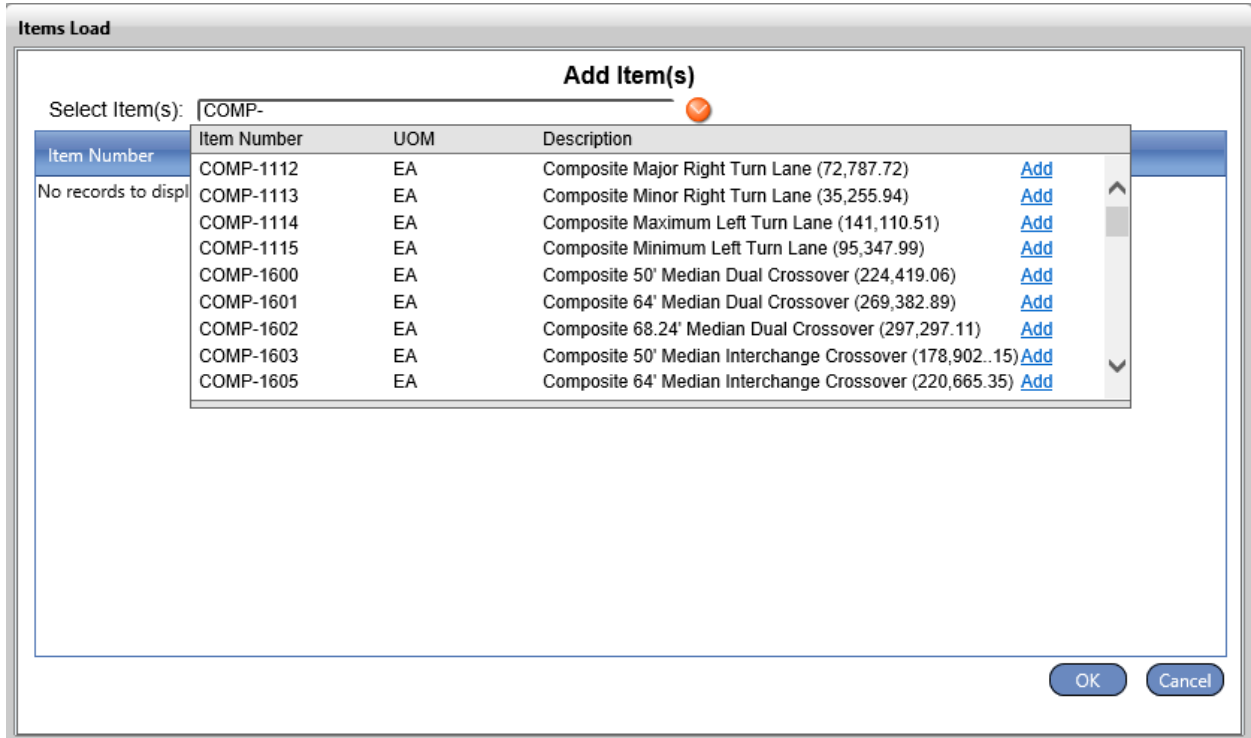 Items Load
Add Item(s)
Select Item(s): COMP-
Item Number UOM Description
Item Number
COMP-1112 EA Composite Major Right Turn Lane (72,787.72) Add
No records to displ
COMP-1113 EA Composite Minor Right Turn Lane (35,255.94) Add
COMP-1114 EA Composite Maximum Left Turn Lane (141,110.51) Add
COMP-1115 EA Composite Minimum Left Turn Lane (95,347.99) Add
COMP-1600 EA Composite 50' Median Dual Crossover (224,419.06) Add
COMP-1601 EA Composite 64' Median Dual Crossover (269,382.89) Add
COMP-1602 EA Composite 68.24' Median Dual Crossover (297,297.11) Add
COMP-1603 EA Composite 50' Median Interchange Crossover (178,902..15) Add
COMP-1605 EA Composite 64' Median Interchange Crossover (220,665.35) Add
OK Cancel